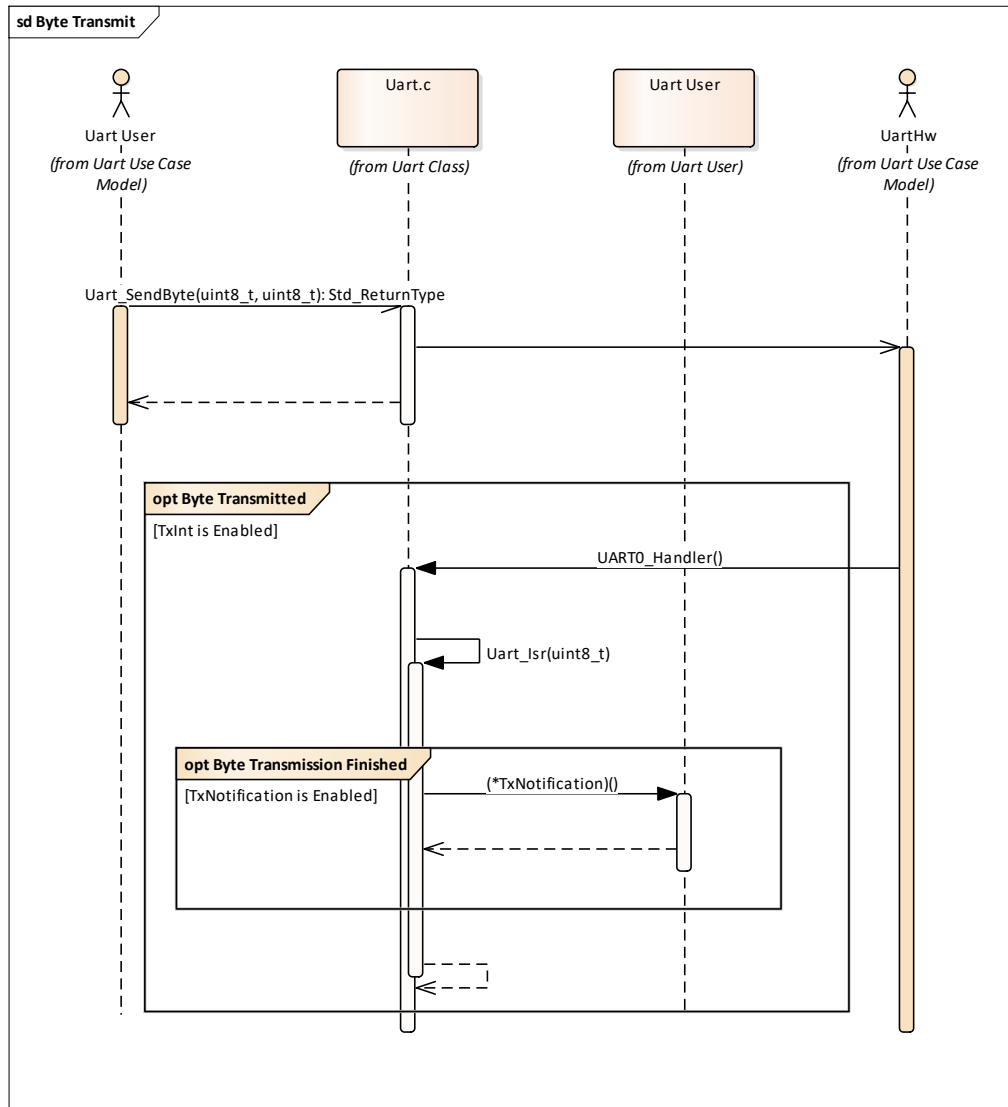 sd Byte Transmit
Uart User
(from Uart Use Case
Model)
Uart.c
(from Uart Class)
Uart User
(from Uart User)
UartHw
(from Uart Use Case
Model)
Uart_SendByte(uint8_t, uint8_t): Std_ReturnType
opt Byte Transmitted
[TxInt is Enabled]
UART0_Handler()
Uart_Isr(uint8_t)
opt Byte Transmission Finished
[TxNotification is Enabled]
(*TxNotification)()